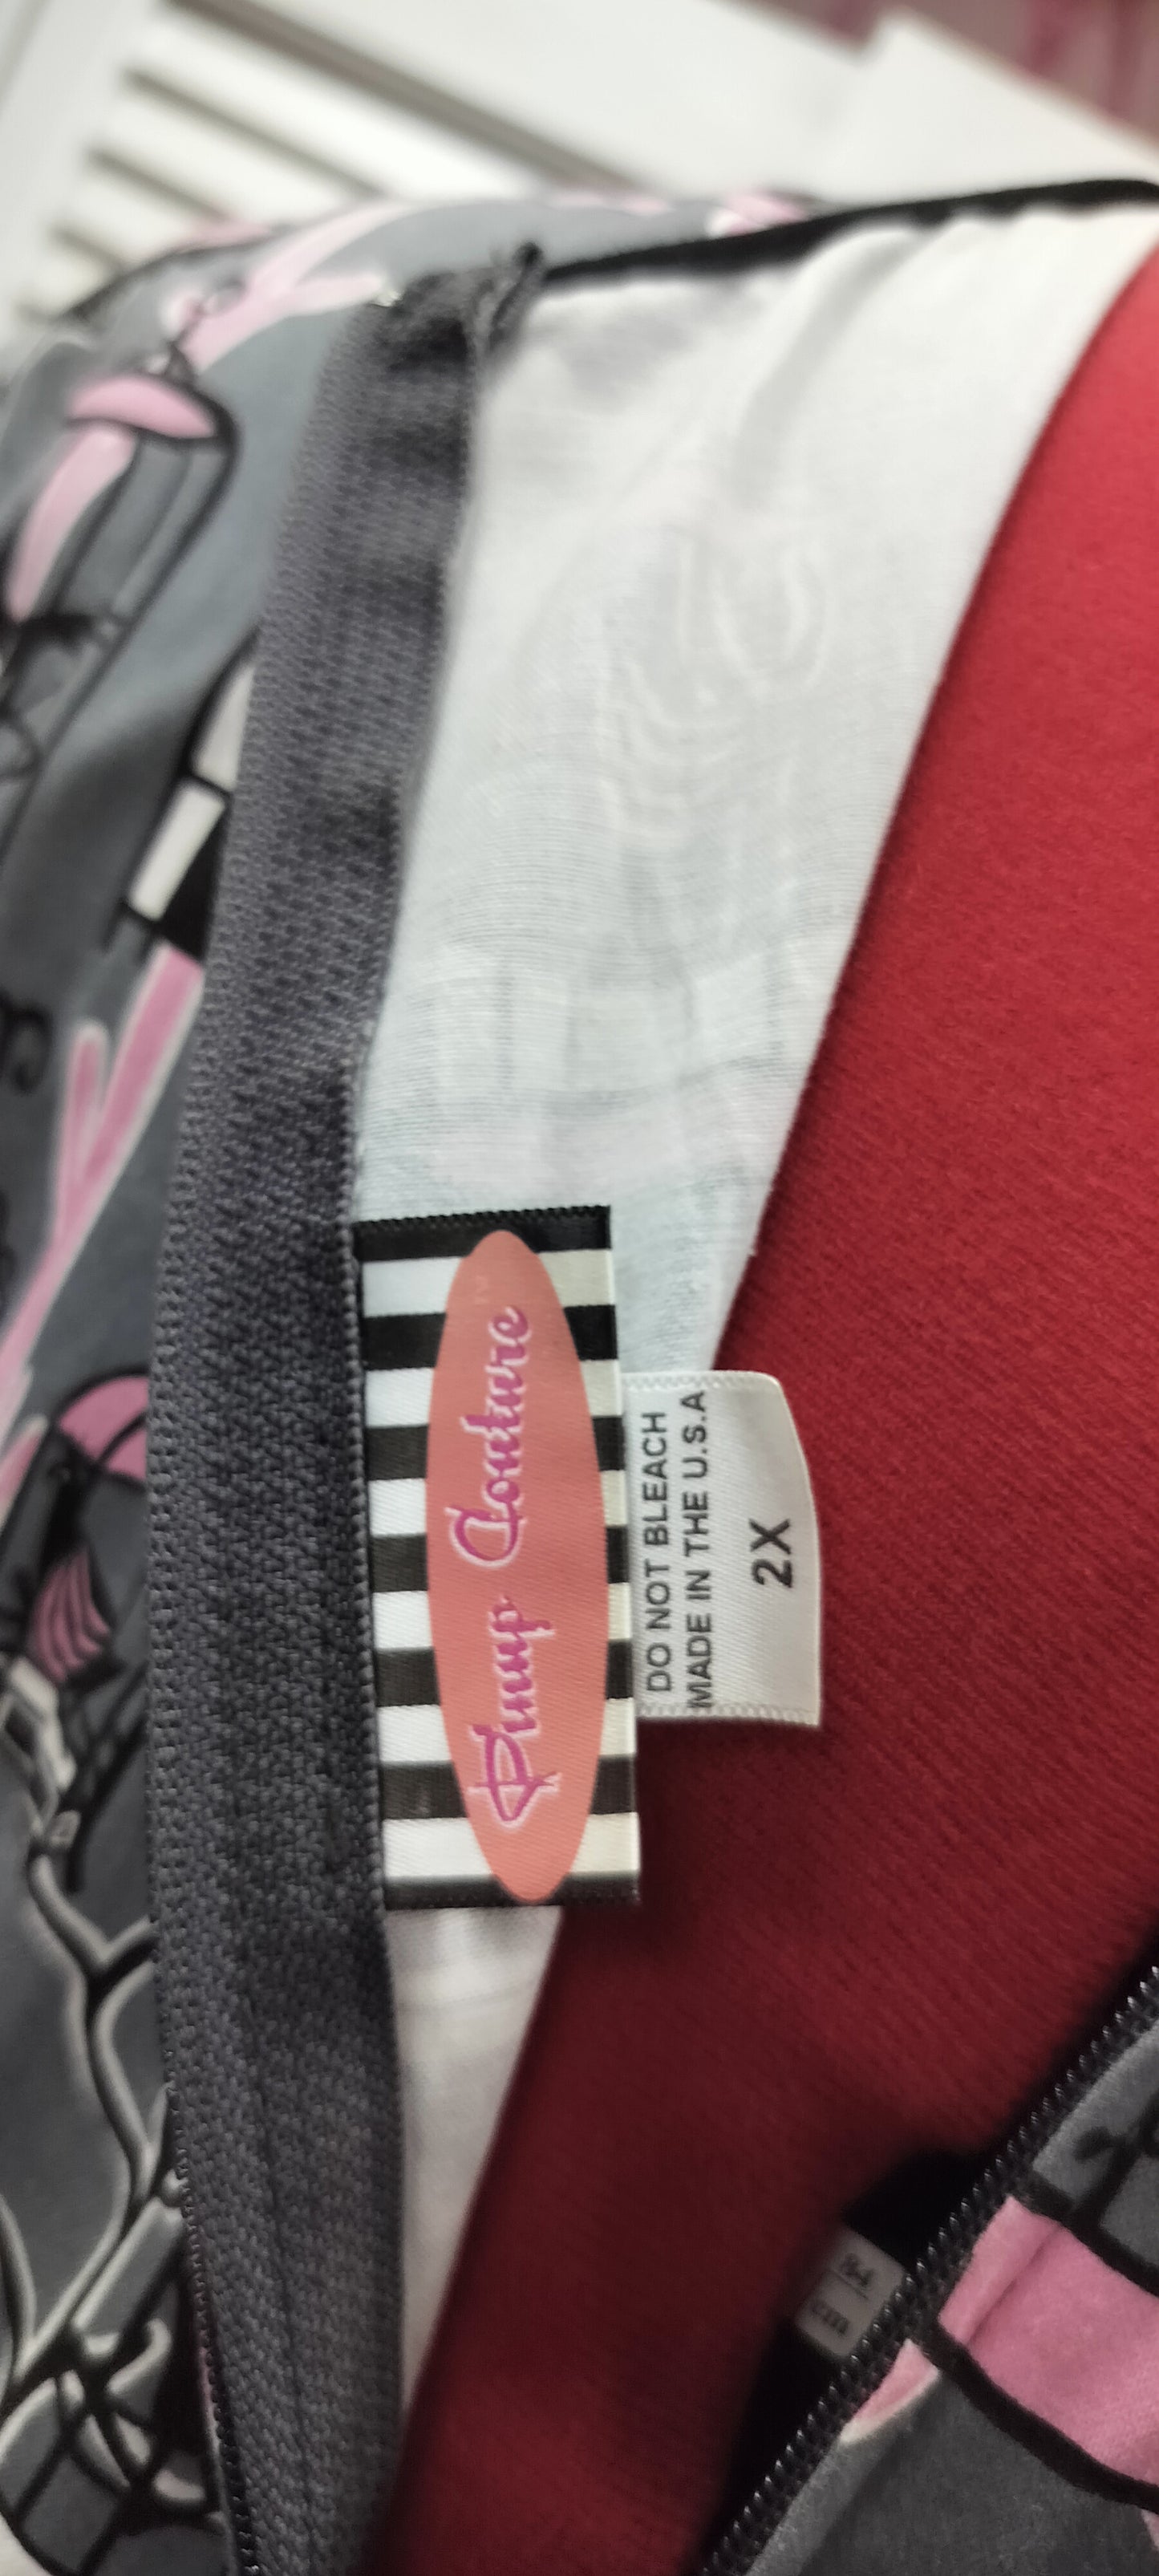 Pinup Couture
DO NOT BLEACH
MADE IN THE U.S.A
2X